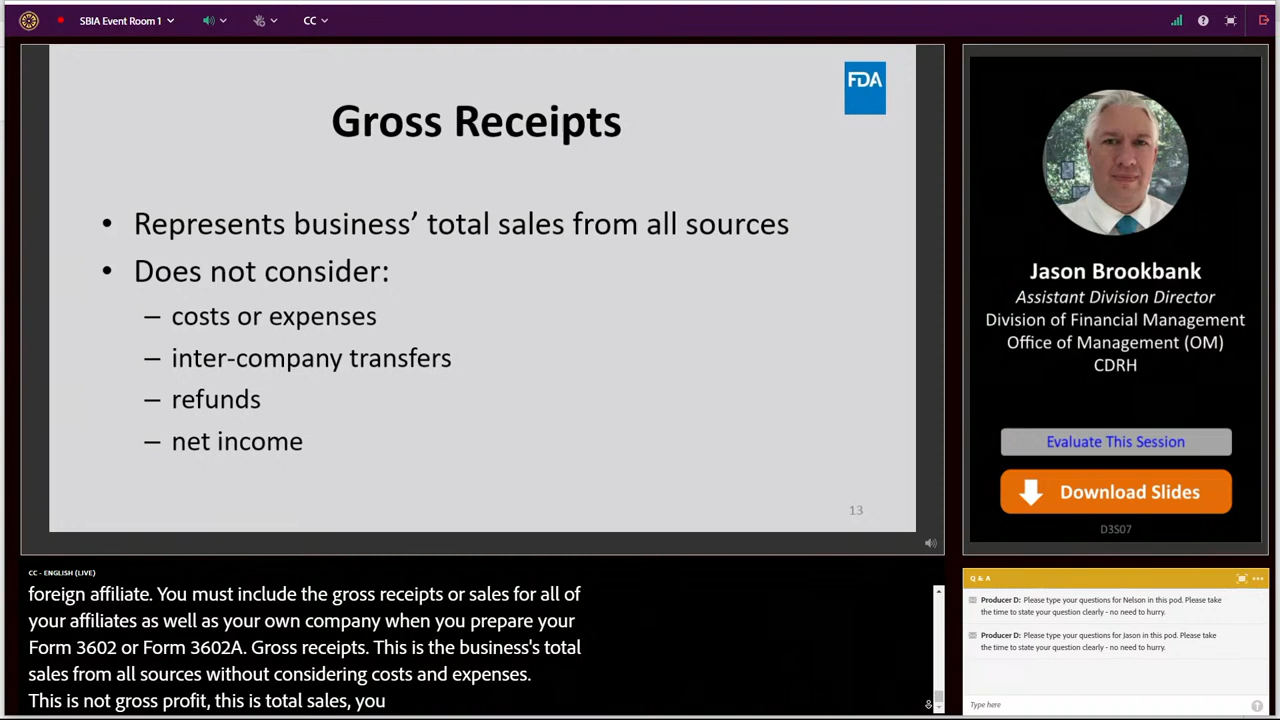 SBIA Event Room 1
CC
FDA
Gross Receipts
• Represents business’ total sales from all sources
• Does not consider:
– costs or expenses
– inter-company transfers
– refunds
– net income
13
Jason Brookbank
Assistant Division Director
Division of Financial Management
Office of Management (OM)
CDRH
Evaluate This Session
Download Slides
D3S07
CC - ENGLISH (LIVE)
foreign affiliate. You must include the gross receipts or sales for all of
your affiliates as well as your own company when you prepare your
Form 3602 or Form 3602A. Gross receipts. This is the business's total
sales from all sources without considering costs and expenses.
This is not gross profit, this is total sales, you
Q & A
Producer D: Please type your questions for Nelson in this pod. Please take
the time to state your question clearly - no need to hurry.
Producer D: Please type your questions for Jason in this pod. Please take
the time to state your question clearly - no need to hurry.
Type here